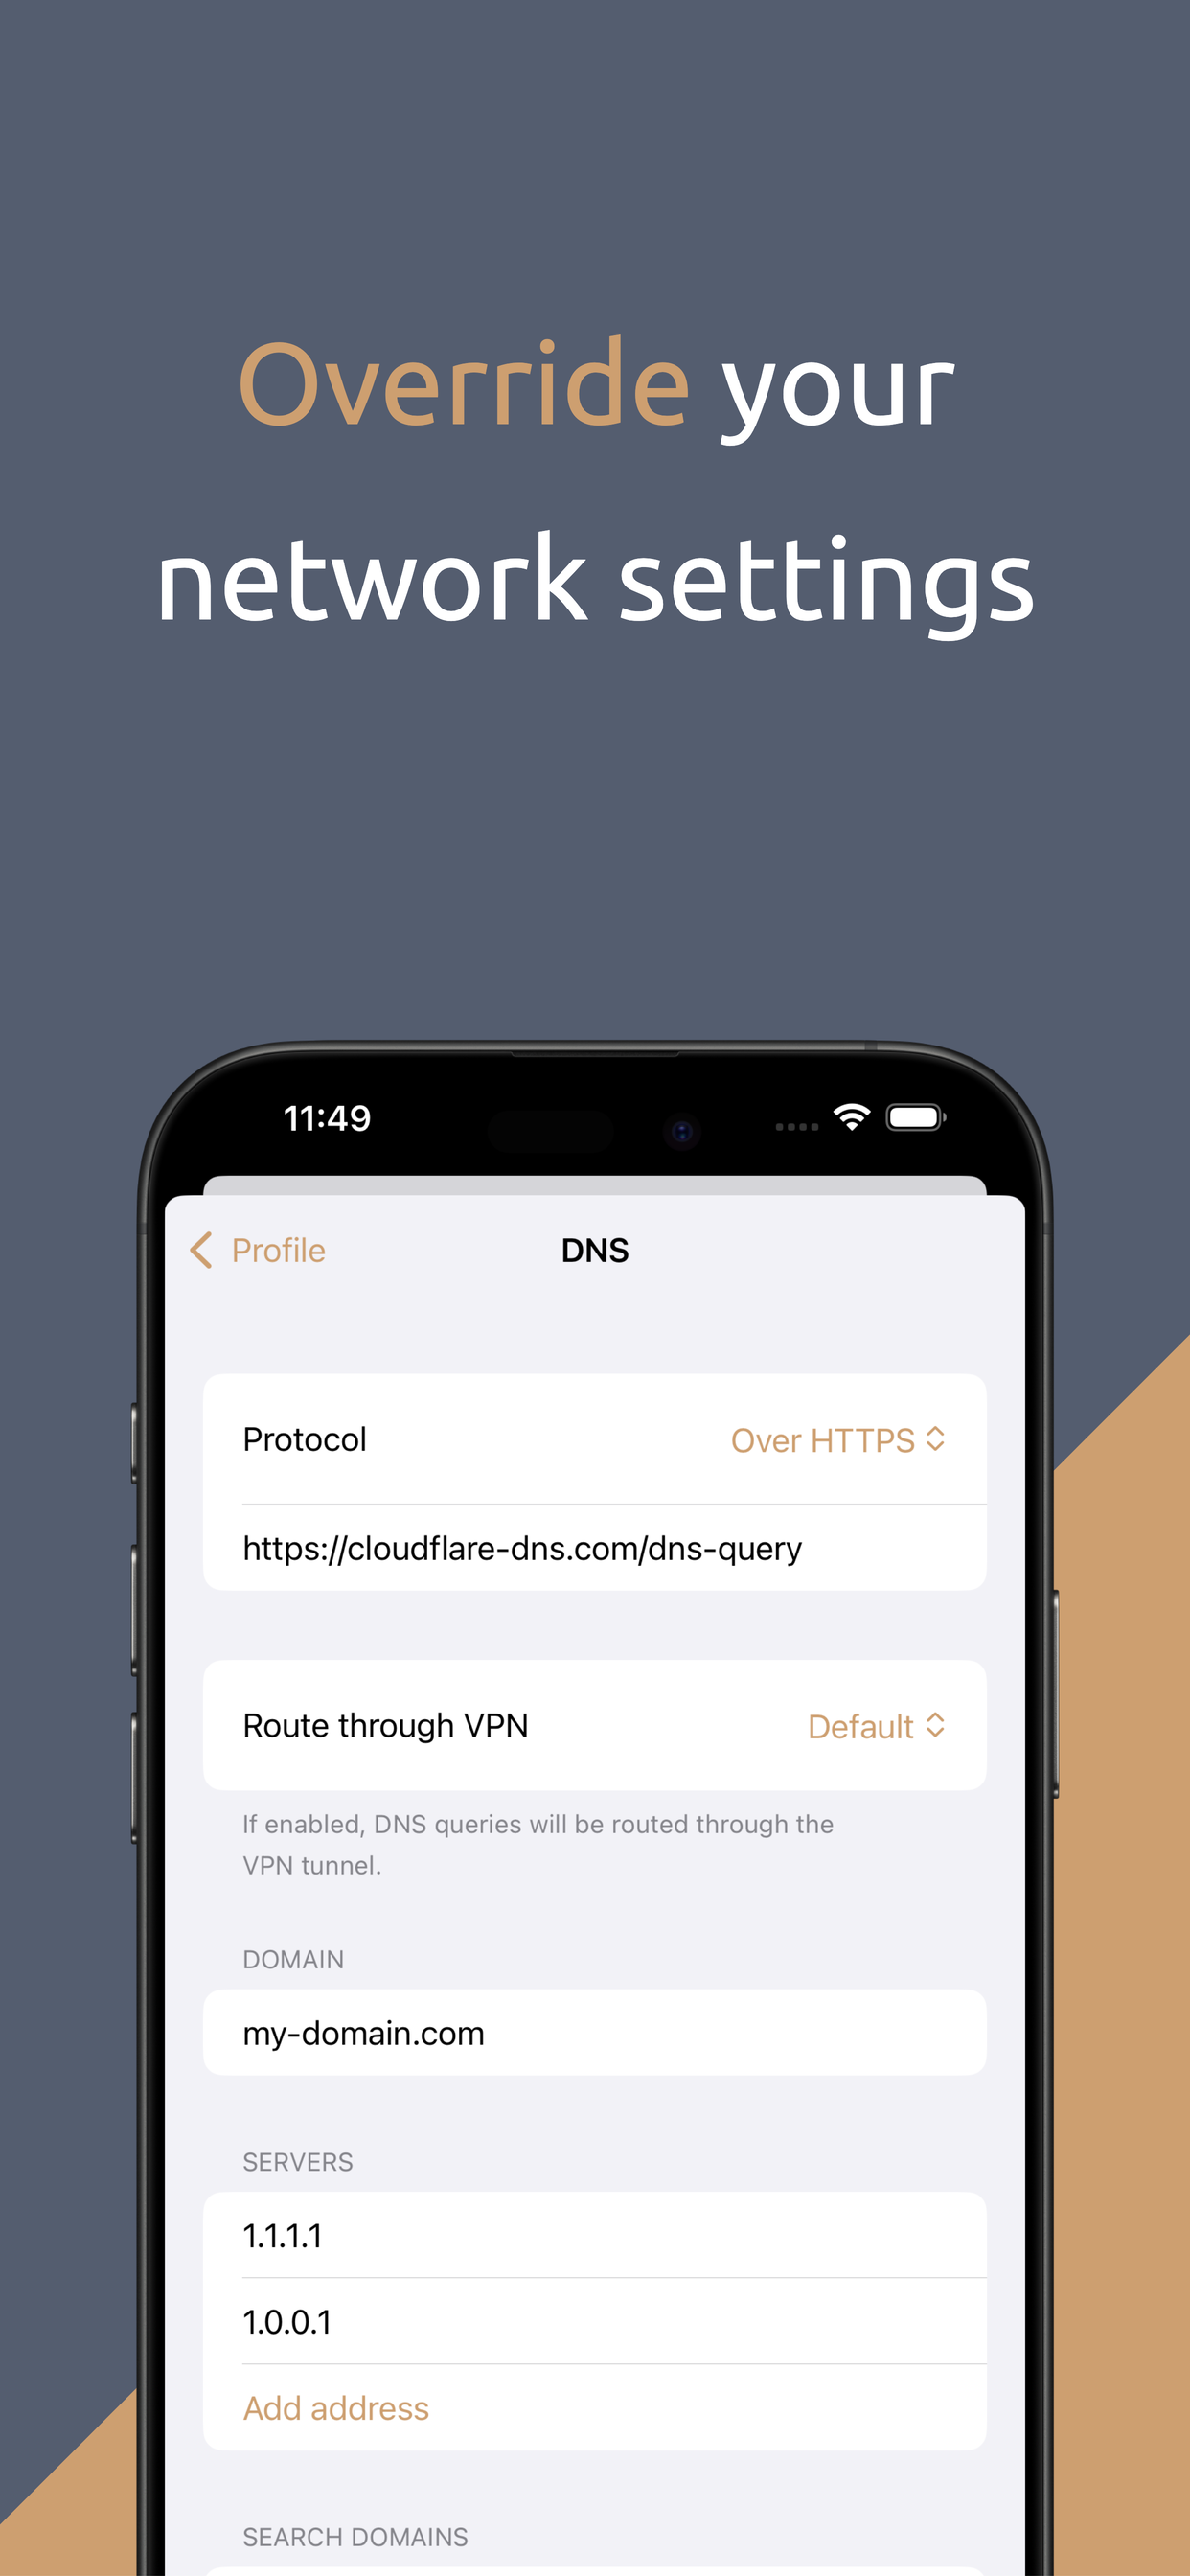 Override your
network settings
11:49
Profile
DNS
Protocol
Over HTTPS
https://cloudflare-dns.com/dns-query
Route through VPN
Default
If enabled, DNS queries will be routed through the
VPN tunnel.
DOMAIN
my-domain.com
SERVERS
1.1.1.1
1.0.0.1
Add address
SEARCH DOMAINS